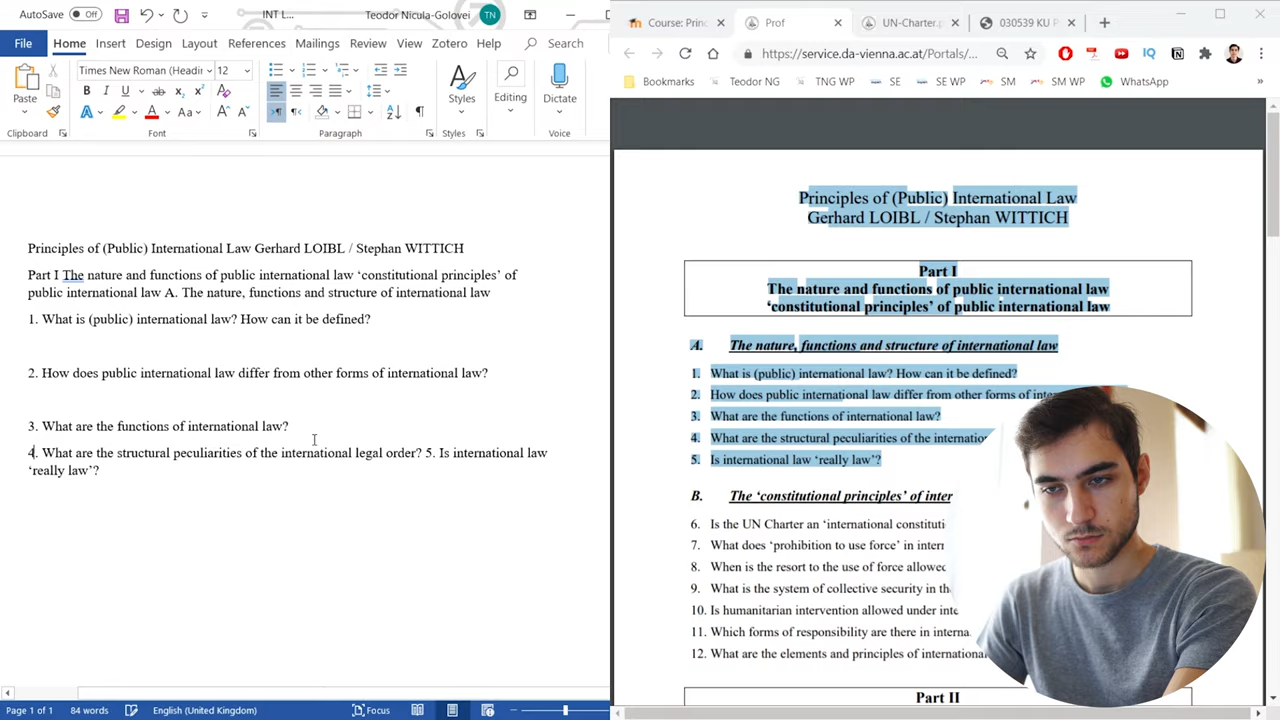 AutoSave Off INT L... Teodor Nicula-Golovei TN
File Home Insert Design Layout References Mailings Review View Zotero Help Search
Times New Roman (Headin 12
Paste
B I U ab x₂ x²
A A Aa A A
Styles Editing Dictate
Clipboard Font Paragraph Styles Voice
Principles of (Public) International Law Gerhard LOIBL / Stephan WITTICH
Part I The nature and functions of public international law ‘constitutional principles’ of
public international law A. The nature, functions and structure of international law
1. What is (public) international law? How can it be defined?
2. How does public international law differ from other forms of international law?
3. What are the functions of international law?
4. What are the structural peculiarities of the international legal order? 5. Is international law
‘really law’?
Page 1 of 1 84 words English (United Kingdom) Focus
Course: Princ Prof UN-Charter.p 030539 KU P
https://service.da-vienna.ac.at/Portals/...
Bookmarks Teodor NG TNG WP SE SE WP SM SM WP WhatsApp
Principles of (Public) International Law
Gerhard LOIBL / Stephan WITTICH
Part I
The nature and functions of public international law
‘constitutional principles’ of public international law
A. The nature, functions and structure of international law
1. What is (public) international law? How can it be defined?
2. How does public international law differ from other forms of inte
3. What are the functions of international law?
4. What are the structural peculiarities of the internatio
5. Is international law ‘really law’?
B. The ‘constitutional principles’ of inter
6. Is the UN Charter an ‘international constituti
7. What does ‘prohibition to use force’ in intern
8. When is the resort to the use of force allowed
9. What is the system of collective security in th
10. Is humanitarian intervention allowed under inte
11. Which forms of responsibility are there in interna
12. What are the elements and principles of international
Part II